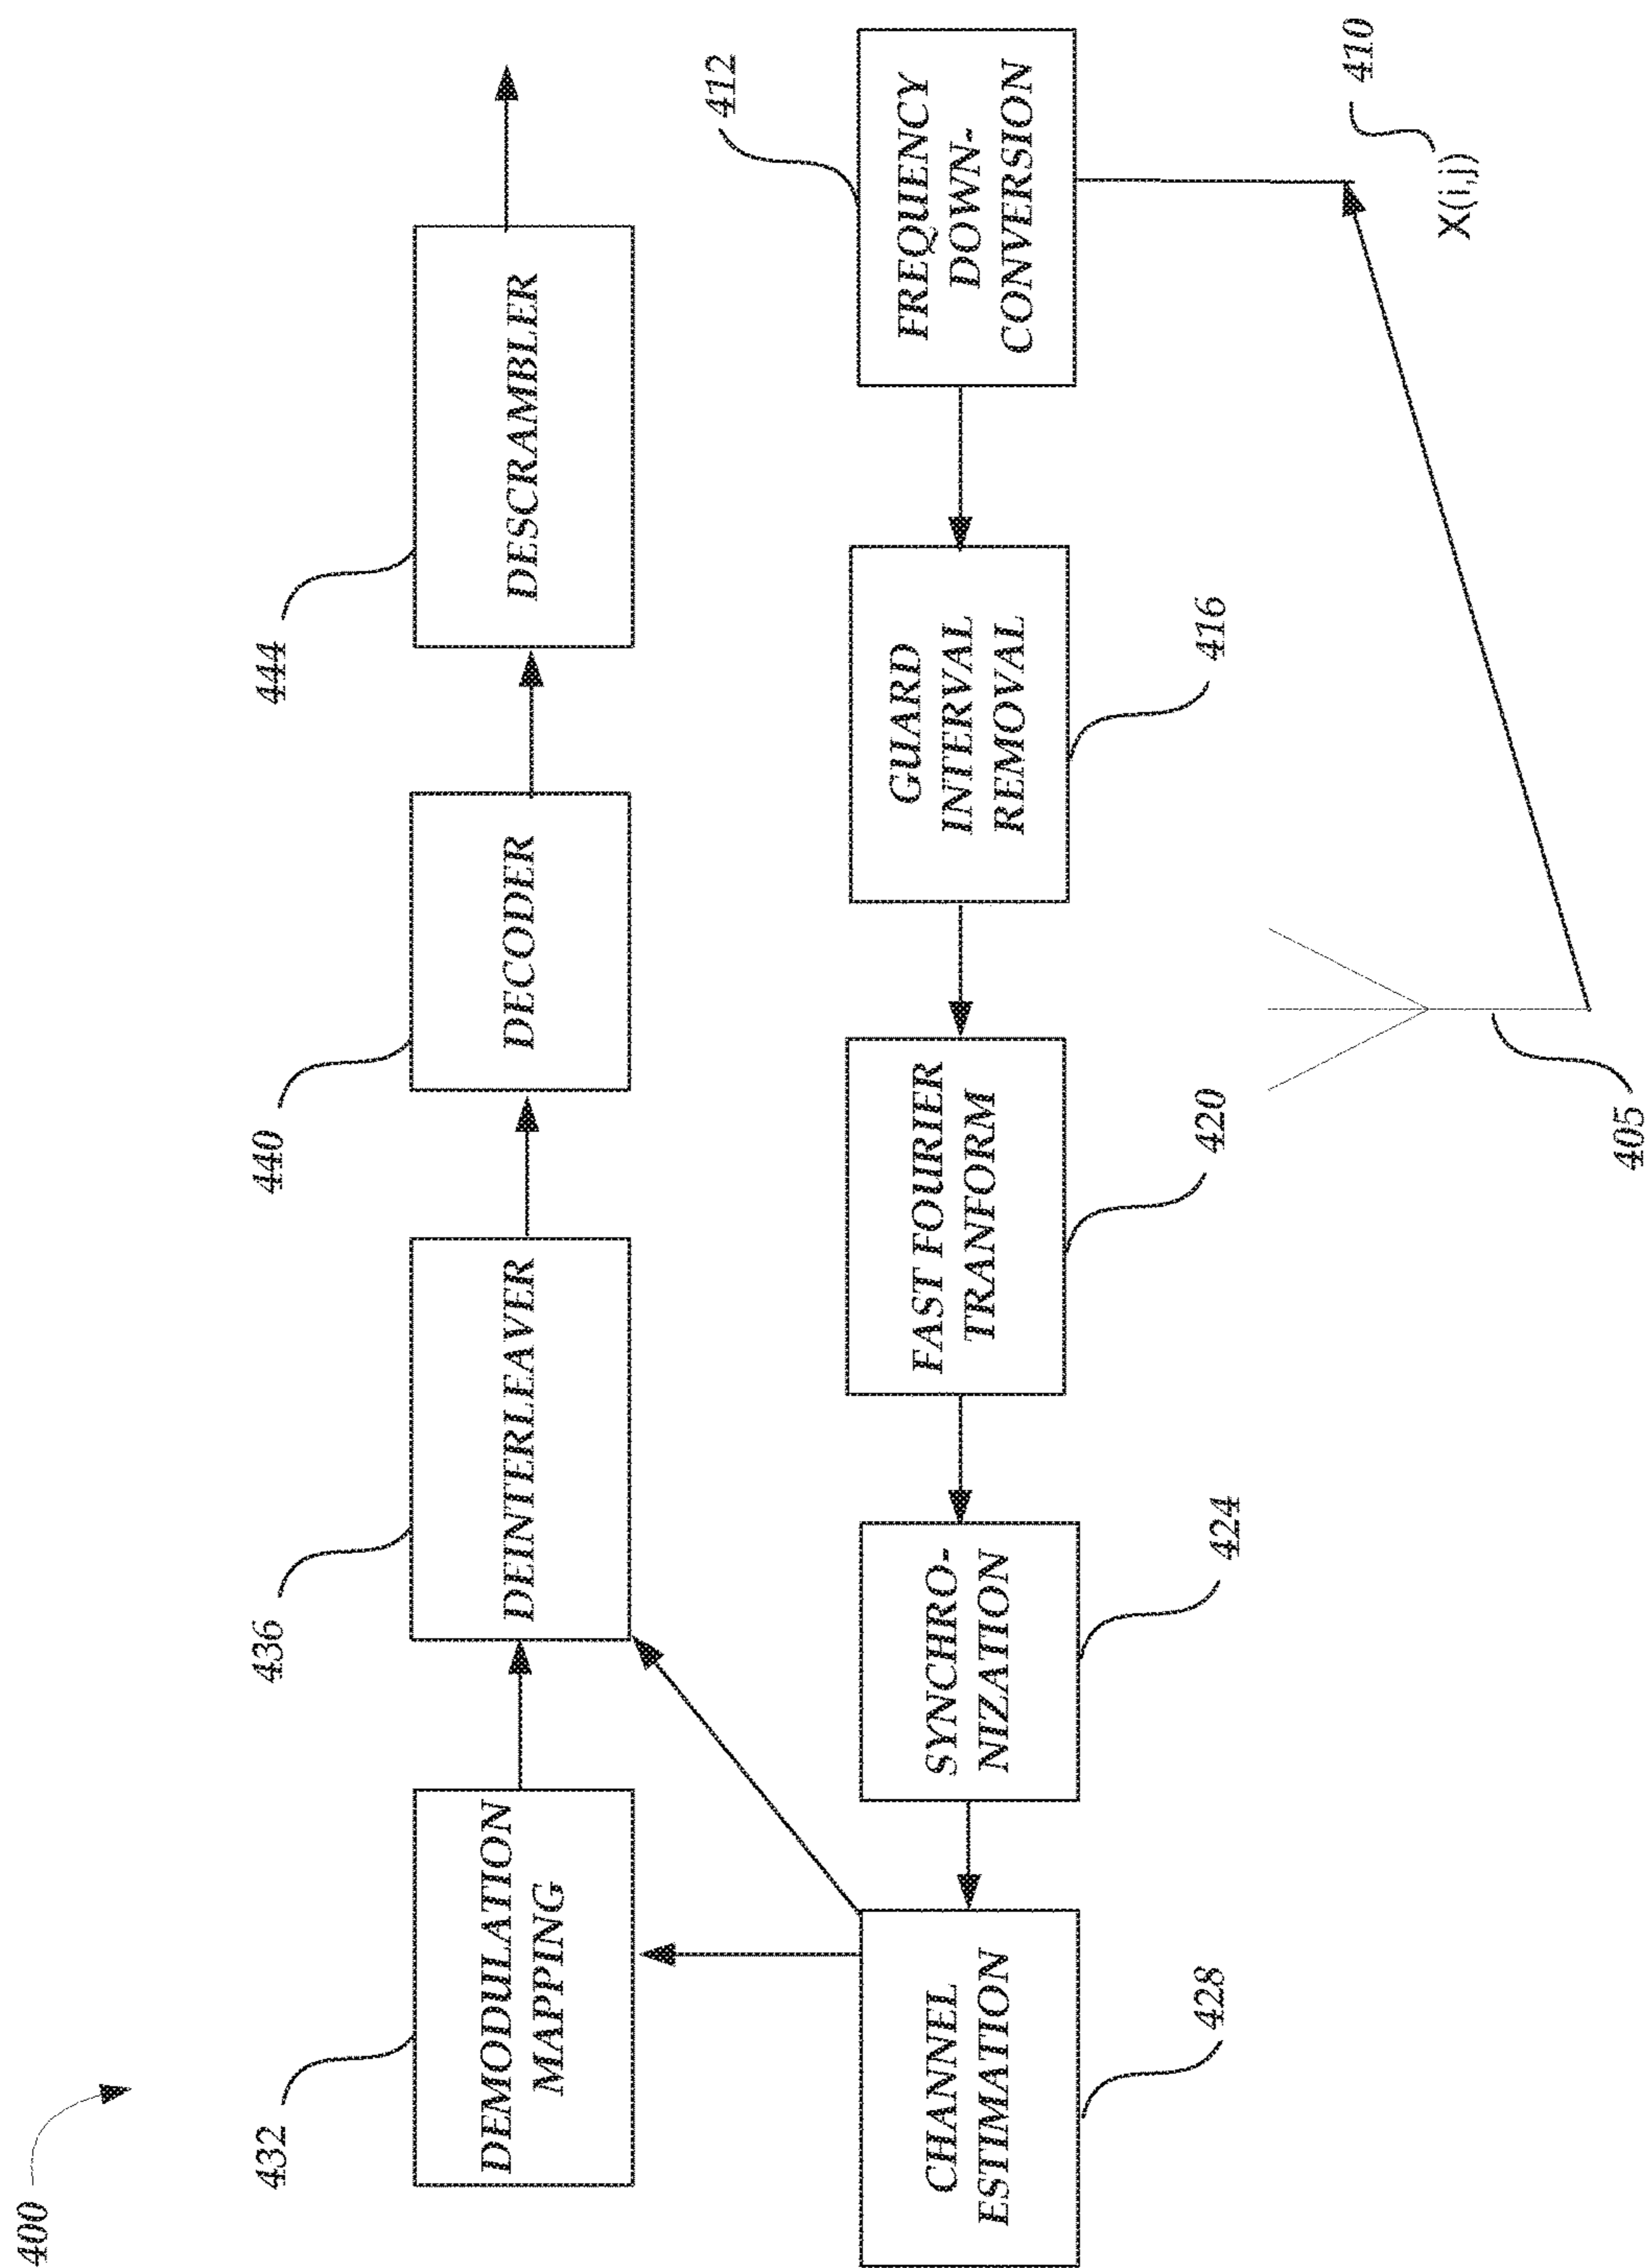 400
432
DEMODULATION
MAPPING
436
DEINTERLEAVER
440
DECODER
444
DESCRAMBLER
CHANNEL
ESTIMATION
428
SYNCHRO-
NIZATION
424
FAST FOURIER
TRANFORM
420
GUARD
INTERVAL
REMOVAL
416
FREQUENCY
DOWN-
CONVERSION
412
405
X(i,j)
410